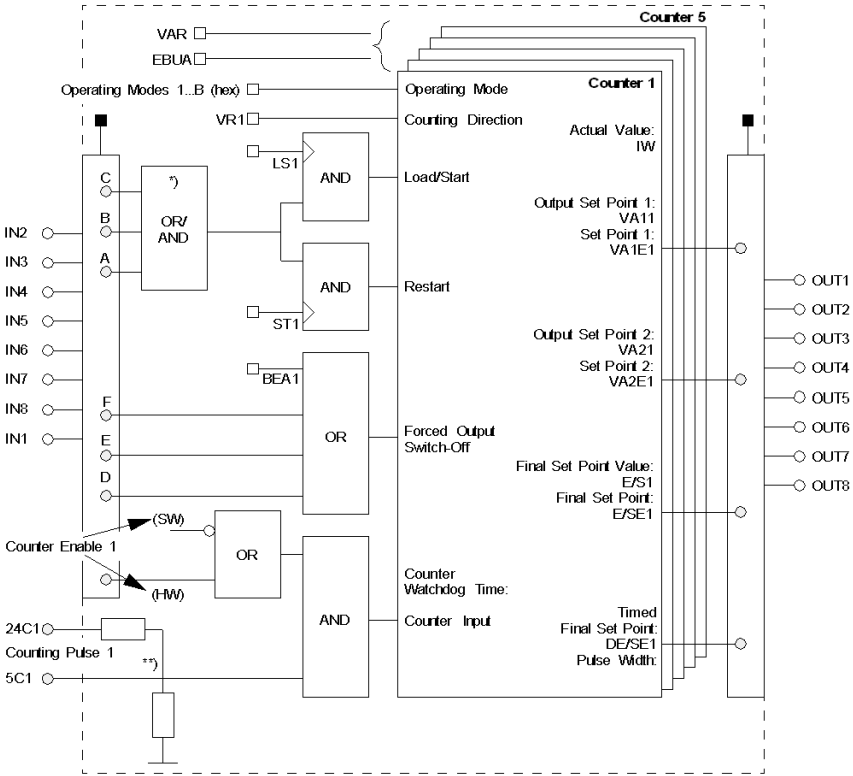 Counter 5
VAR
EBUA
Operating Modes 1...B (hex)
Operating Mode
Counter 1
VR1
Counting Direction
Actual Value:
IW
LS1
AND
Load/Start
C
*)
OR/
AND
B
A
Output Set Point 1:
VA11
Set Point 1:
VA1E1
IN2
IN3
IN4
IN5
IN6
IN7
IN8
IN1
AND
Restart
ST1
OUT1
OUT2
OUT3
OUT4
OUT5
OUT6
OUT7
OUT8
Output Set Point 2:
VA21
Set Point 2:
VA2E1
BEA1
F
E
D
OR
Forced Output
Switch-Off
Final Set Point Value:
E/S1
Final Set Point:
E/SE1
(SW)
Counter Enable 1
(HW)
OR
Counter
Watchdog Time:
AND
Counter Input
Timed
Final Set Point:
DE/SE1
Pulse Width:
24C1
Counting Pulse 1
**)
5C1